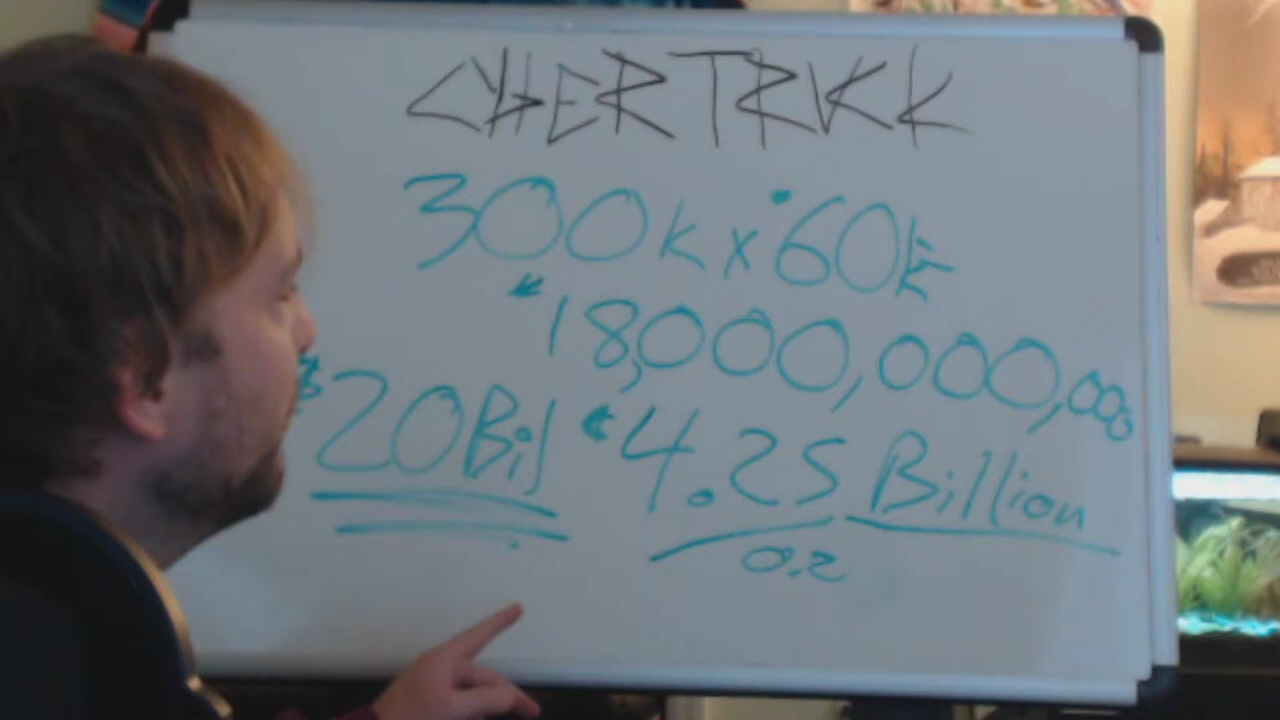 CYBERTRKK
300k x $60k
$18,000,000,000
$20Bil $4.25 Billion
0.2